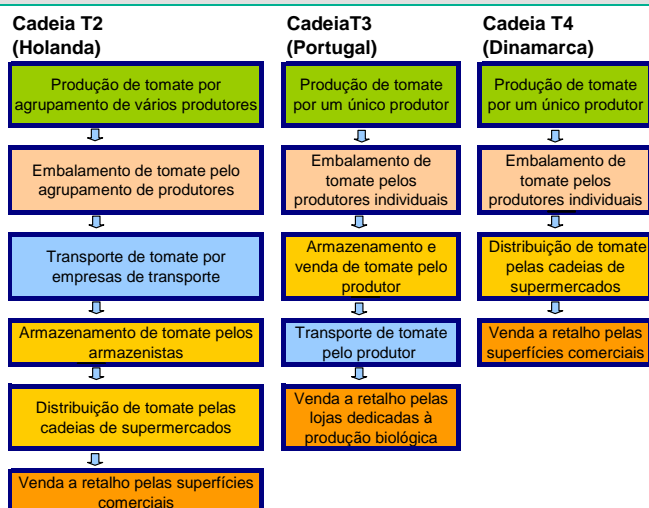 Cadeia T2
(Holanda)
Produção de tomate por
agrupamento de vários produtores
Embalamento de tomate pelo
agrupamento de produtores
Transporte de tomate por
empresas de transporte
Armazenamento de tomate pelos
armazenistas
Distribuição de tomate pelas
cadeias de supermercados
Venda a retalho pelas superfícies
comerciais
CadeiaT3
(Portugal)
Produção de tomate
por um único produtor
Embalamento de
tomate pelos
produtores individuais
Armazenamento e
venda de tomate pelo
produtor
Transporte de tomate
pelo produtor
Venda a retalho pelas
lojas dedicadas à
produção biológica
Cadeia T4
(Dinamarca)
Produção de tomate
por um único produtor
Embalamento de
tomate pelos
produtores individuais
Distribuição de tomate
pelas cadeias de
supermercados
Venda a retalho pelas
superfícies comerciais